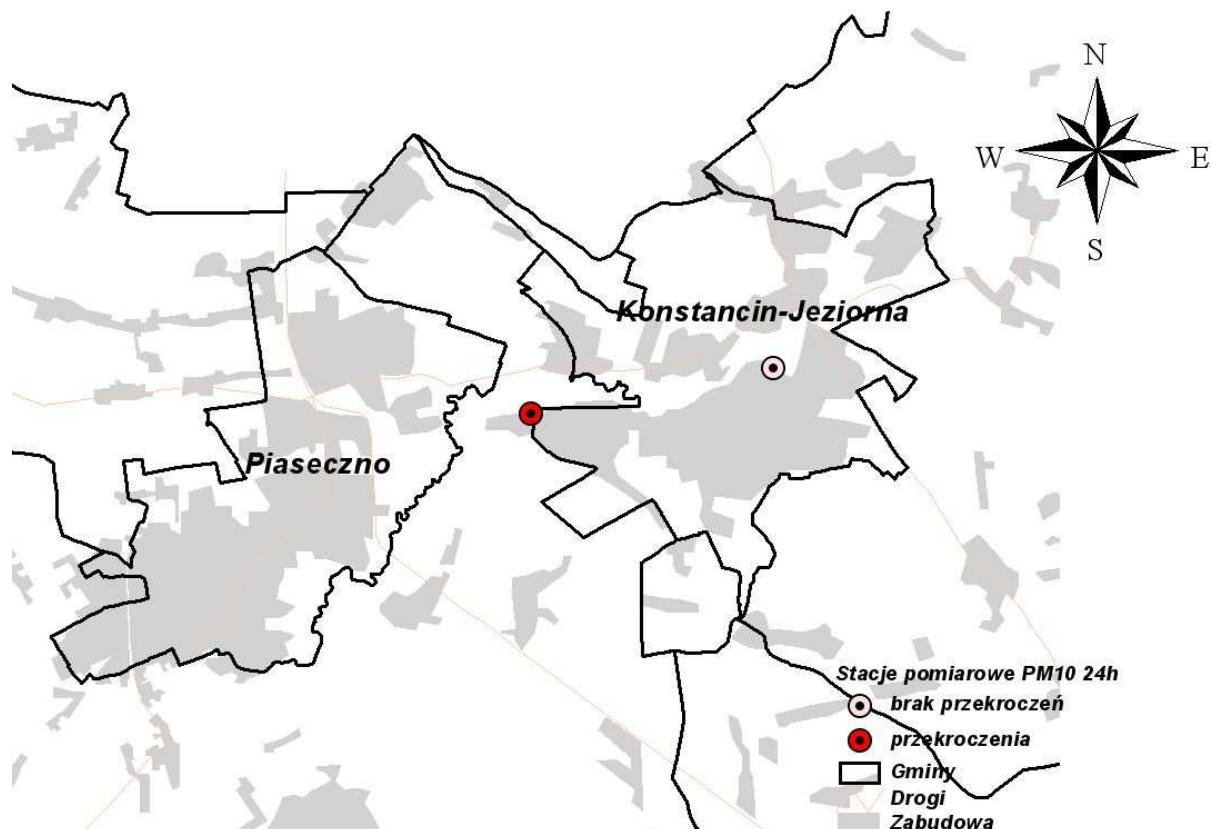 N
W E
S
Konstancin-Jeziorna
Piaseczno
Stacje pomiarowe PM10 24h
brak przekroczeń
przekroczenia
Gminy
Drogi
Zabudowa